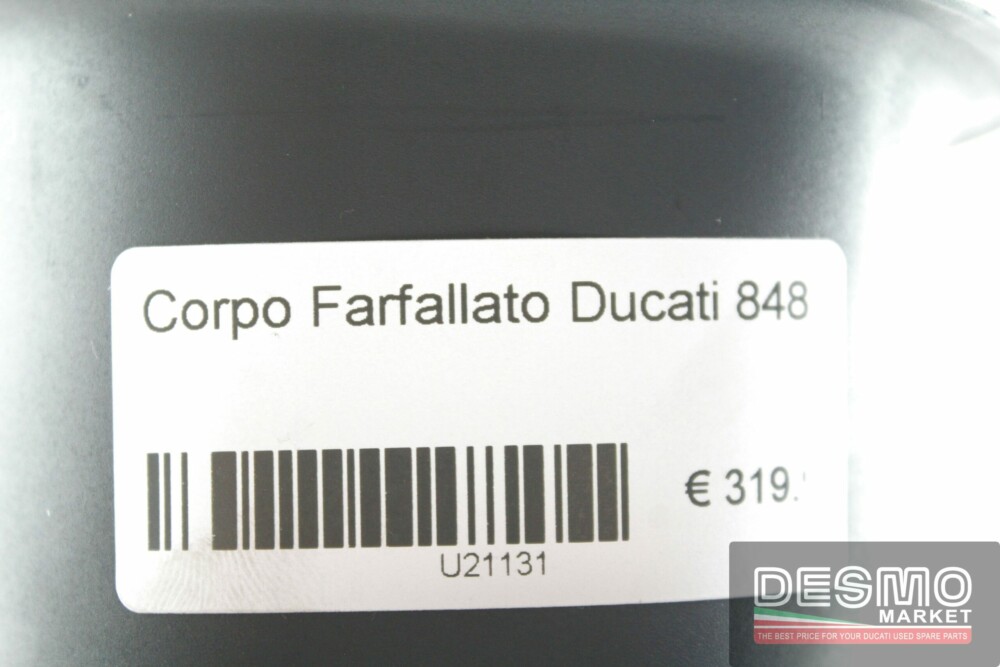 Corpo Farfallato Ducati 848
€ 319.
U21131
DESMO
MARKET
THE BEST PRICE FOR YOUR DUCATI USED SPARE PARTS